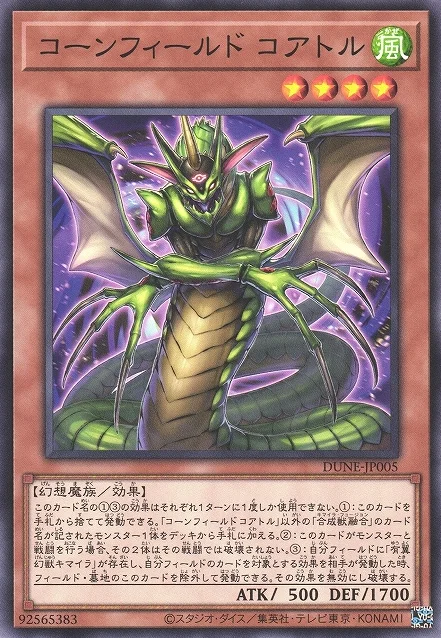 コーンフィールド コアトル
風
DUNE-JP005
【幻想魔族／効果】
このカード名の①③の効果はそれぞれ１ターンに１度しか使用できない。①：このカードを
手札から捨てて発動できる。「コーンフィールド コアトル」以外の「合成獣融合」のカード
名が記されたモンスター１体をデッキから手札に加える。②：このカードがモンスターと
戦闘を行う場合、その２体はその戦闘では破壊されない。③：自分フィールドに「有翼
幻獣キマイラ」が存在し、自分フィールドのカードを対象とする効果を相手が発動した時、
フィールド・墓地のこのカードを除外して発動できる。その効果を無効にし破壊する。
ATK/ 500 DEF/1700
92565383
©スタジオ・ダイス／集英社・テレビ東京・KONAMI